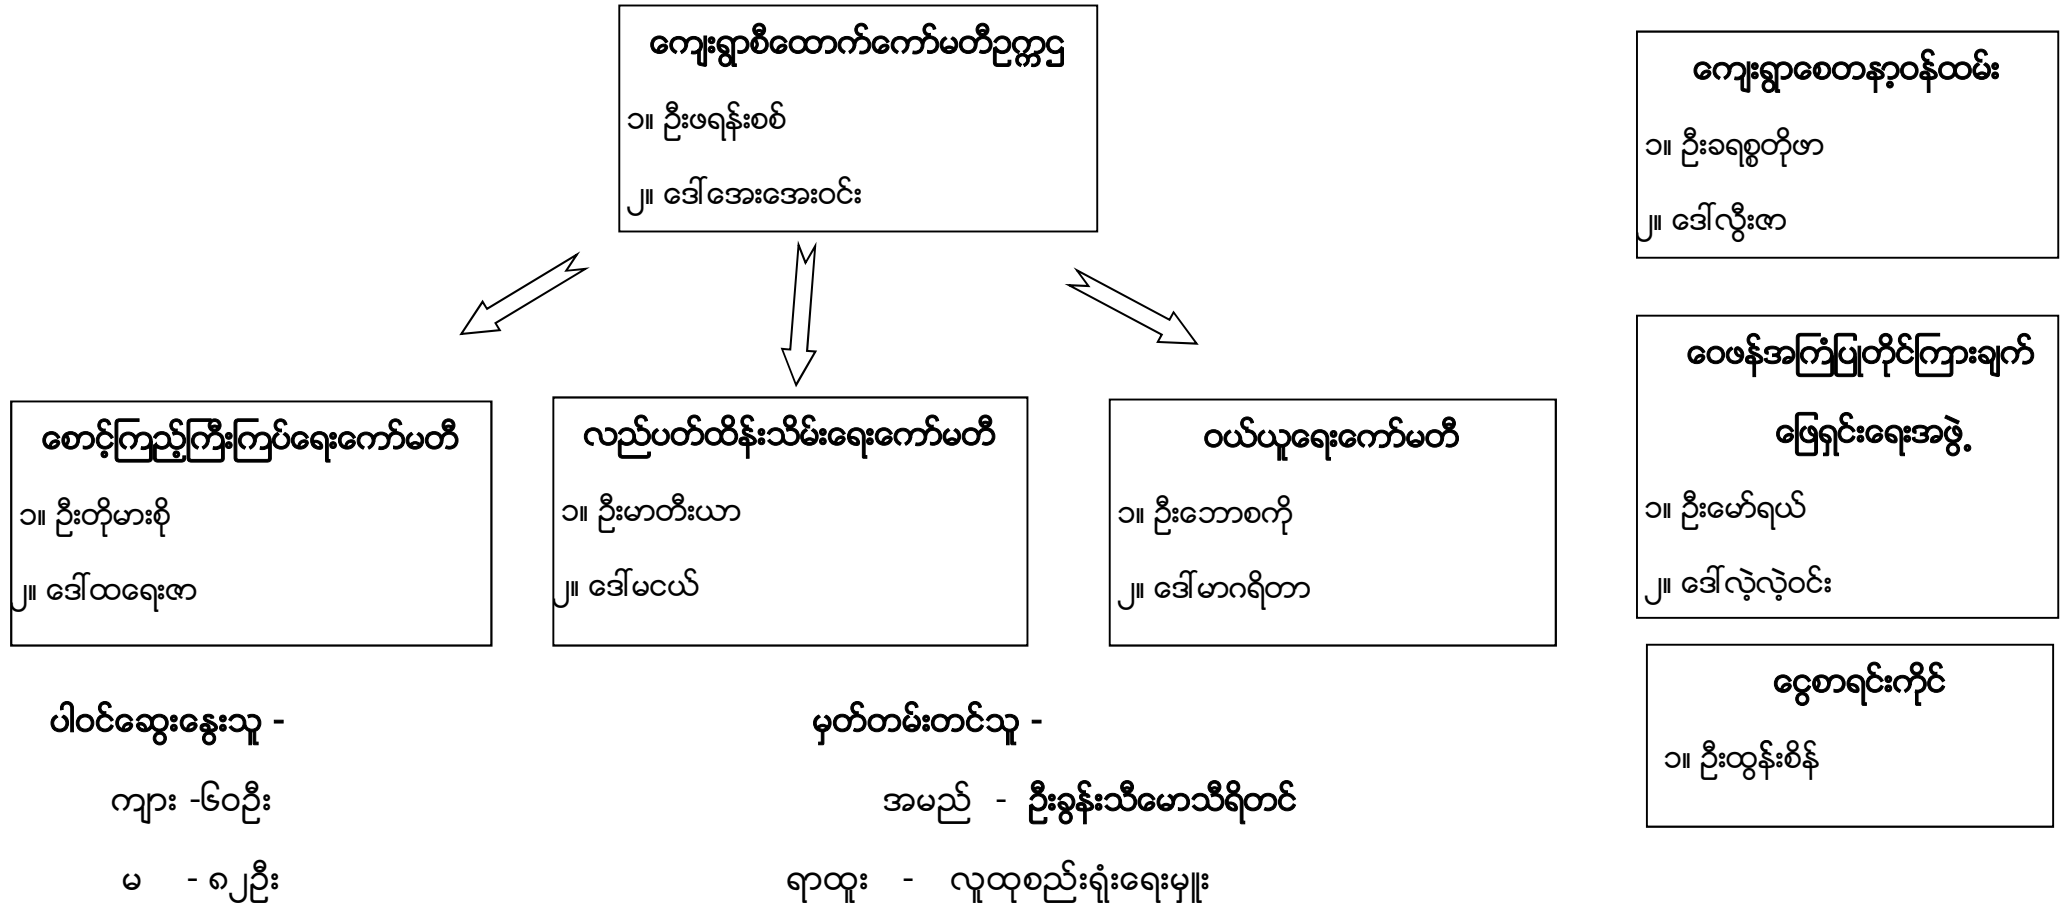 ကျေးရွာစီထောက်ကော်မတီဥက္ကဌ
၁။ ဦးဖရန်းစစ်
၂။ ဒေါ်အေးအေးဝင်း
ကျေးရွာစေတနာ့ဝန်ထမ်း
၁။ ဦးခရစ္စတိုဖာ
၂။ ဒေါ်လွီးဇာ
စောင့်ကြည့်ကြီးကြပ်ရေးကော်မတီ
၁။ ဦးတိုမားစို
၂။ ဒေါ်ထရေးဇာ
လည်ပတ်ထိန်းသိမ်းရေးကော်မတီ
၁။ ဦးမာတီးယာ
၂။ ဒေါ်မငယ်
ဝယ်ယူရေးကော်မတီ
၁။ ဦးဘောစကို
၂။ ဒေါ်မာဂရိတာ
ဝေဖန်အကြံပြုတိုင်ကြားချက်
ဖြေရှင်းရေးအဖွဲ့
၁။ ဦးမော်ရယ်
၂။ ဒေါ်လဲ့လဲ့ဝင်း
ငွေစာရင်းကိုင်
၁။ ဦးထွန်းစိန်
ပါဝင်ဆွေးနွေးသူ -
ကျား -၆၀ဦး
မ - ၈၂ဦး
မှတ်တမ်းတင်သူ -
အမည် - ဦးခွန်းသီမောသီရိတင်
ရာထူး - လူထုစည်းရုံးရေးမှူး